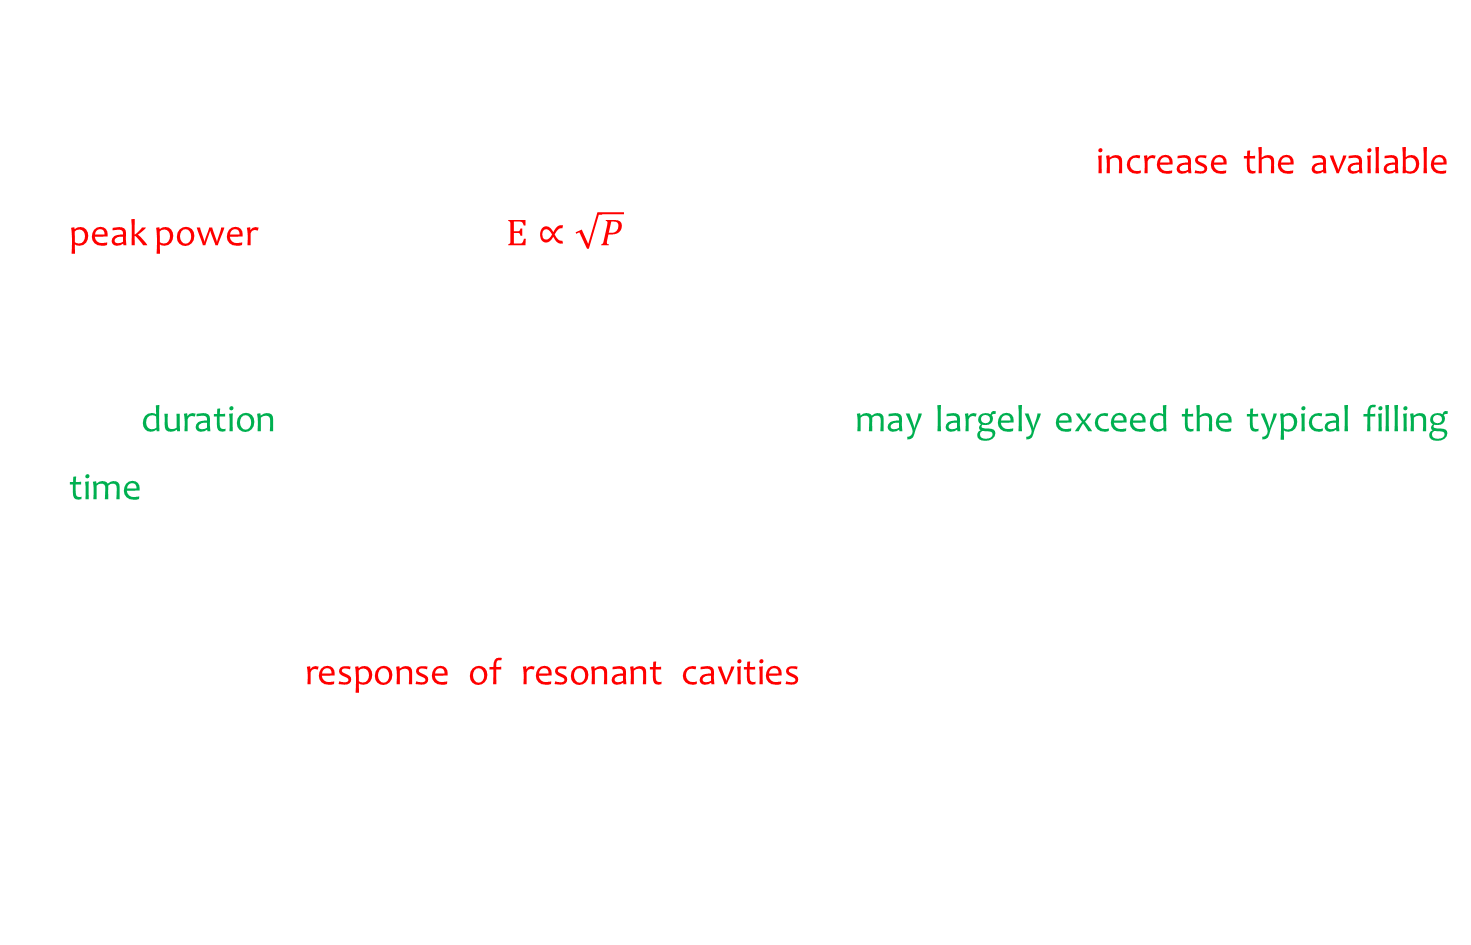 increase the available
peak power E ∝ √P
duration may largely exceed the typical filling
time
response of resonant cavities